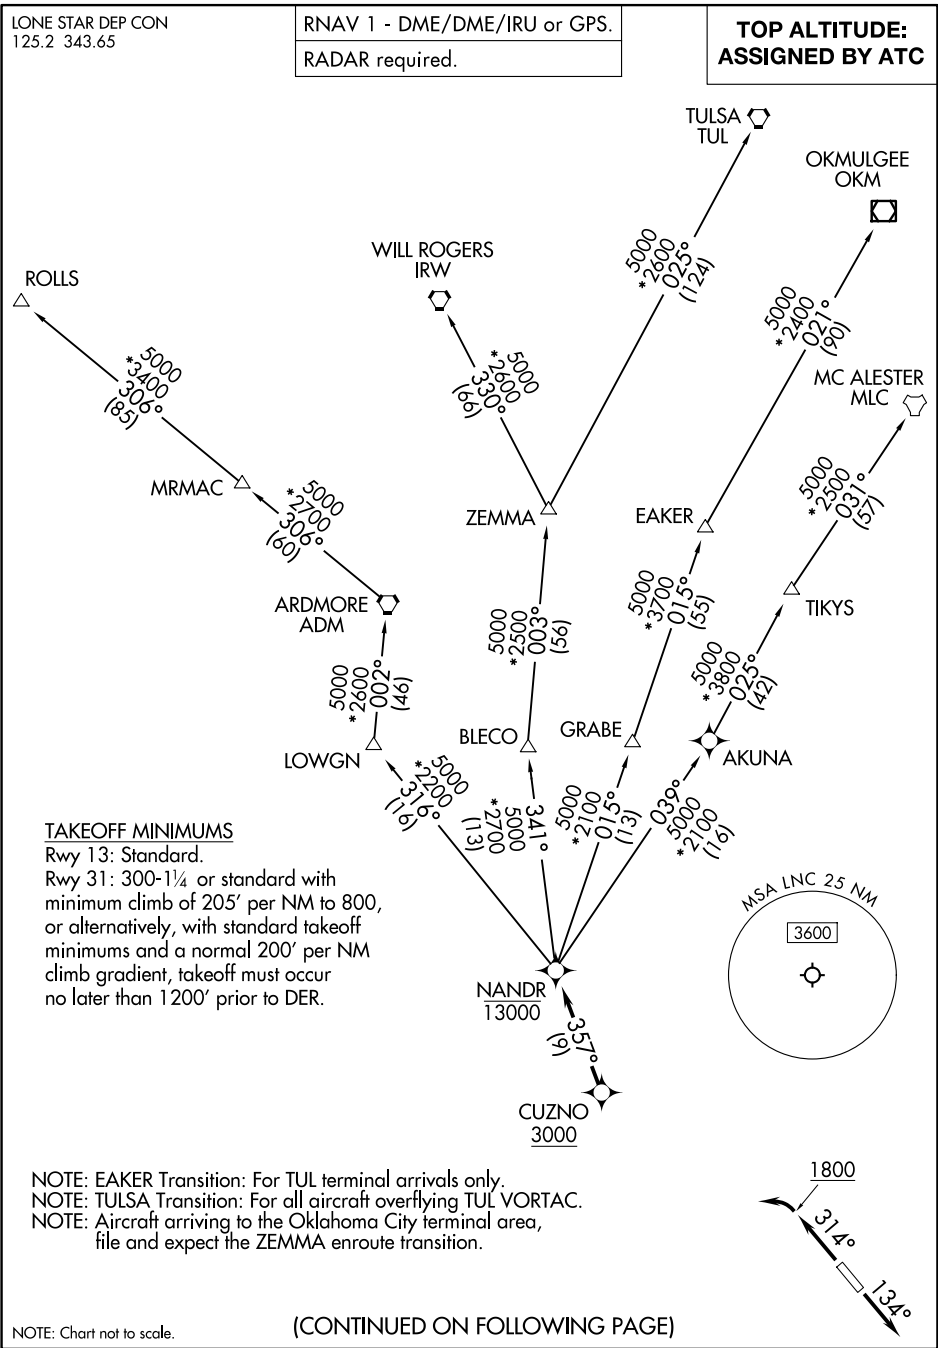 LONE STAR DEP CON
125.2 343.65
RNAV 1 - DME/DME/IRU or GPS.
RADAR required.
TOP ALTITUDE:
ASSIGNED BY ATC
TULSA
TUL
OKMULGEE
OKM
WILL ROGERS
IRW
ROLLS
5000
*2600
025°
(124)
5000
*2400
021°
(90)
5000
*3400
306°
(85)
5000
*2600
330°
(66)
MC ALESTER
MLC
MRMAC
5000
*2700
306°
(60)
ZEMMA
EAKER
5000
*2500
031°
(57)
ARDMORE
ADM
5000
*2500
003°
(56)
5000
*3700
015°
(55)
TIKYS
5000
*2600
002°
(46)
5000
*3800
025°
(42)
LOWGN
BLECO
GRABE
AKUNA
5000
*2200
316°
(16)
341°
5000
*2700
(13)
5000
*2100
015°
(13)
039°
5000
*2100
(16)
TAKEOFF MINIMUMS
Rwy 13: Standard.
Rwy 31: 300-1¼ or standard with
minimum climb of 205' per NM to 800,
or alternatively, with standard takeoff
minimums and a normal 200' per NM
climb gradient, takeoff must occur
no later than 1200' prior to DER.
MSA LNC 25 NM
3600
NANDR
13000
357°
(9)
CUZNO
3000
NOTE: EAKER Transition: For TUL terminal arrivals only.
NOTE: TULSA Transition: For all aircraft overflying TUL VORTAC.
NOTE: Aircraft arriving to the Oklahoma City terminal area,
file and expect the ZEMMA enroute transition.
1800
314°
134°
NOTE: Chart not to scale.
(CONTINUED ON FOLLOWING PAGE)